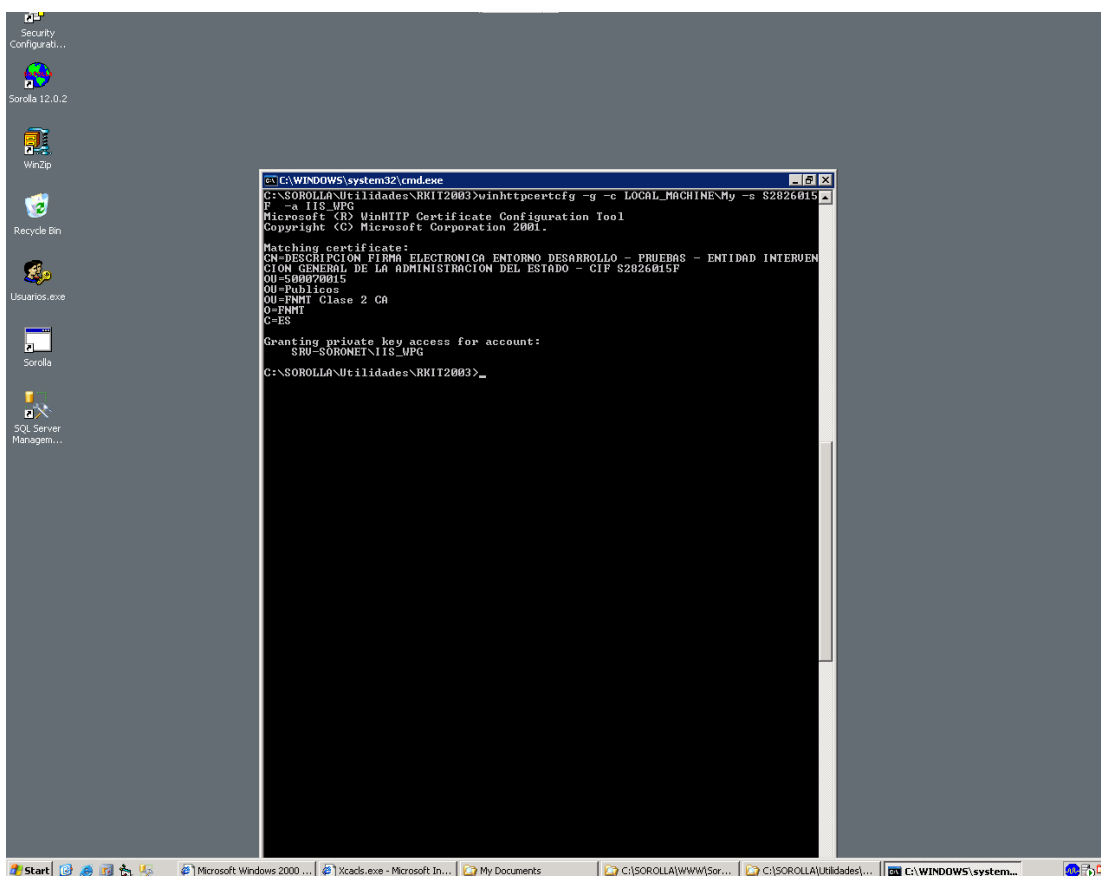 Security
Configurati...
Sorolla 12.0.2
WinZip
Recycle Bin
Usuarios.exe
Sorolla
SQL Server
Managem...
C:\WINDOWS\system32\cmd.exe
C:\SOROLLA\Utilidades\RKIT2003>winhttpcertcfg -g -c LOCAL_MACHINE\My -s S2826015
F  -a IIS_WPG
Microsoft (R) WinHTTP Certificate Configuration Tool
Copyright (C) Microsoft Corporation 2001.
Matching certificate:
CN=DESCRIPCION FIRMA ELECTRONICA ENTORNO DESARROLLO - PRUEBAS - ENTIDAD INTERVEN
CION GENERAL DE LA ADMINISTRACION DEL ESTADO - CIF S2826015F
OU=500070015
OU=Publicos
OU=FNMT Clase 2 CA
O=FNMT
C=ES
Granting private key access for account:
SRV-SORONET\IIS_WPG
C:\SOROLLA\Utilidades\RKIT2003>_
Start
Microsoft Windows 2000 ...
Xcacls.exe - Microsoft In...
My Documents
C:\SOROLLA\WWW\Sor...
C:\SOROLLA\Utilidades\...
C:\WINDOWS\system...